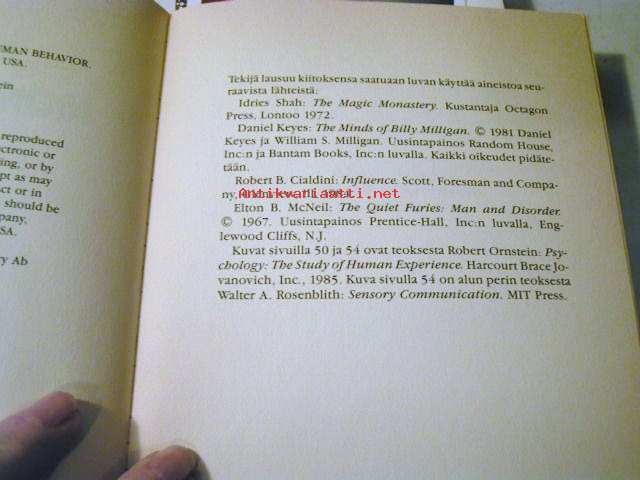 UMAN BEHAVIOR.
USA.
ein
reproduced
ectronic or
ing, or by
pt as may
ct or in
should be
pany,
SA.
y Ab
Tekijä lausuu kiitoksensa saatuaan luvan käyttää aineistoa seu-
raavista lähteistä:
Idries Shah: The Magic Monastery. Kustantaja Octagon
Press, Lontoo 1972.
Daniel Keyes: The Minds of Billy Milligan. © 1981 Daniel
Keyes ja William S. Milligan. Uusintapainos Random House,
Inc:n ja Bantam Books, Inc:n luvalla. Kaikki oikeudet pidäte-
tään.
Robert B. Cialdini: Influence. Scott, Foresman and Compa-
ny, 1984.
Antikvariaatti.net
Elton B. McNeil: The Quiet Furies: Man and Disorder.
© 1967. Uusintapainos Prentice-Hall, Inc:n luvalla, Eng-
lewood Cliffs, N.J.
Kuvat sivuilla 50 ja 54 ovat teoksesta Robert Ornstein: Psy-
chology: The Study of Human Experience. Harcourt Brace Jo-
vanovich, Inc., 1985. Kuva sivulla 54 on alun perin teoksesta
Walter A. Rosenblith: Sensory Communication. MIT Press.